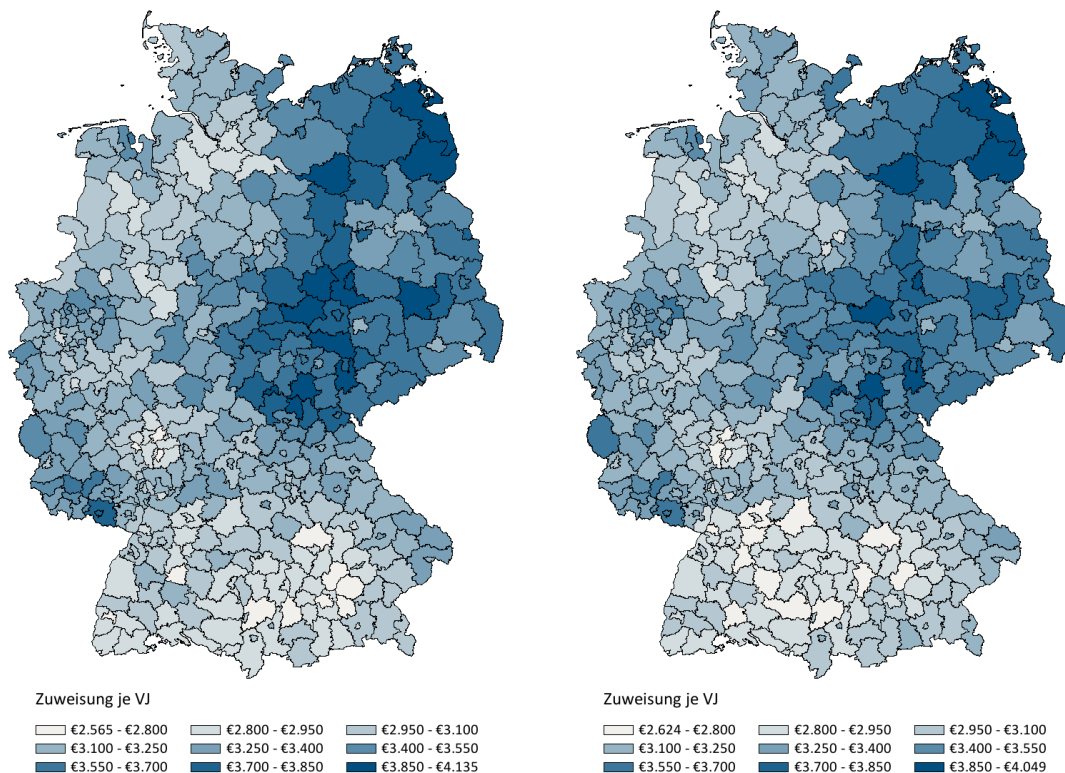 Zuweisung je VJ
€2.565 - €2.800 €2.800 - €2.950 €2.950 - €3.100
€3.100 - €3.250 €3.250 - €3.400 €3.400 - €3.550
€3.550 - €3.700 €3.700 - €3.850 €3.850 - €4.135
Zuweisung je VJ
€2.624 - €2.800 €2.800 - €2.950 €2.950 - €3.100
€3.100 - €3.250 €3.250 - €3.400 €3.400 - €3.550
€3.550 - €3.700 €3.700 - €3.850 €3.850 - €4.049